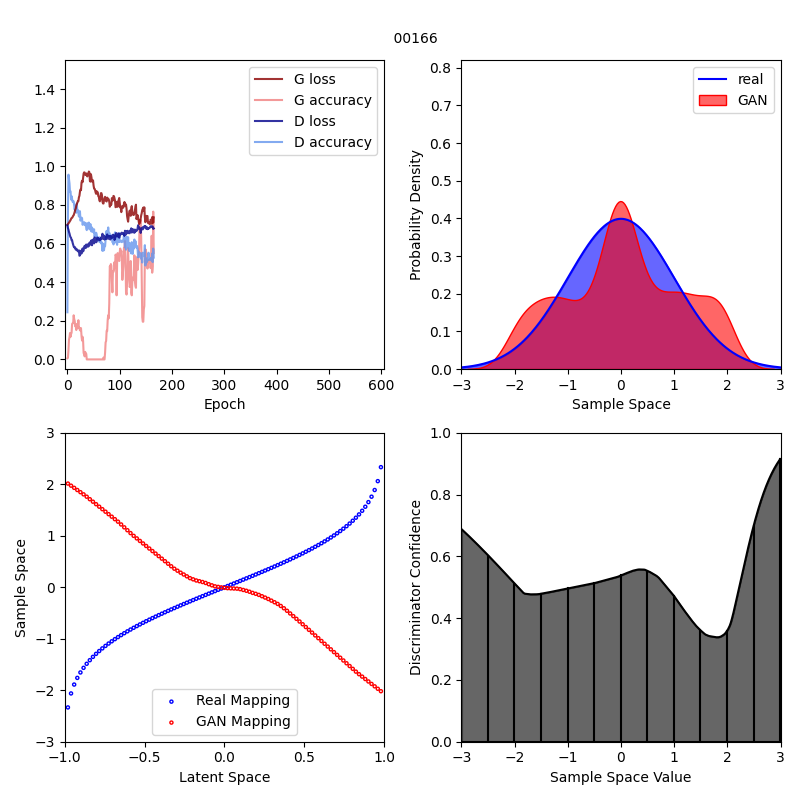 00166
G loss
G accuracy
D loss
D accuracy
1.4
1.2
1.0
0.8
0.6
0.4
0.2
0.0
0 100 200 300 400 500 600
Epoch
real
GAN
Probability Density
0.8
0.7
0.6
0.5
0.4
0.3
0.2
0.1
0.0
−3 −2 −1 0 1 2 3
Sample Space
Sample Space
3
2
1
0
−1
−2
−3
Real Mapping
GAN Mapping
−1.0 −0.5 0.0 0.5 1.0
Latent Space
Discriminator Confidence
1.0
0.8
0.6
0.4
0.2
0.0
−3 −2 −1 0 1 2 3
Sample Space Value